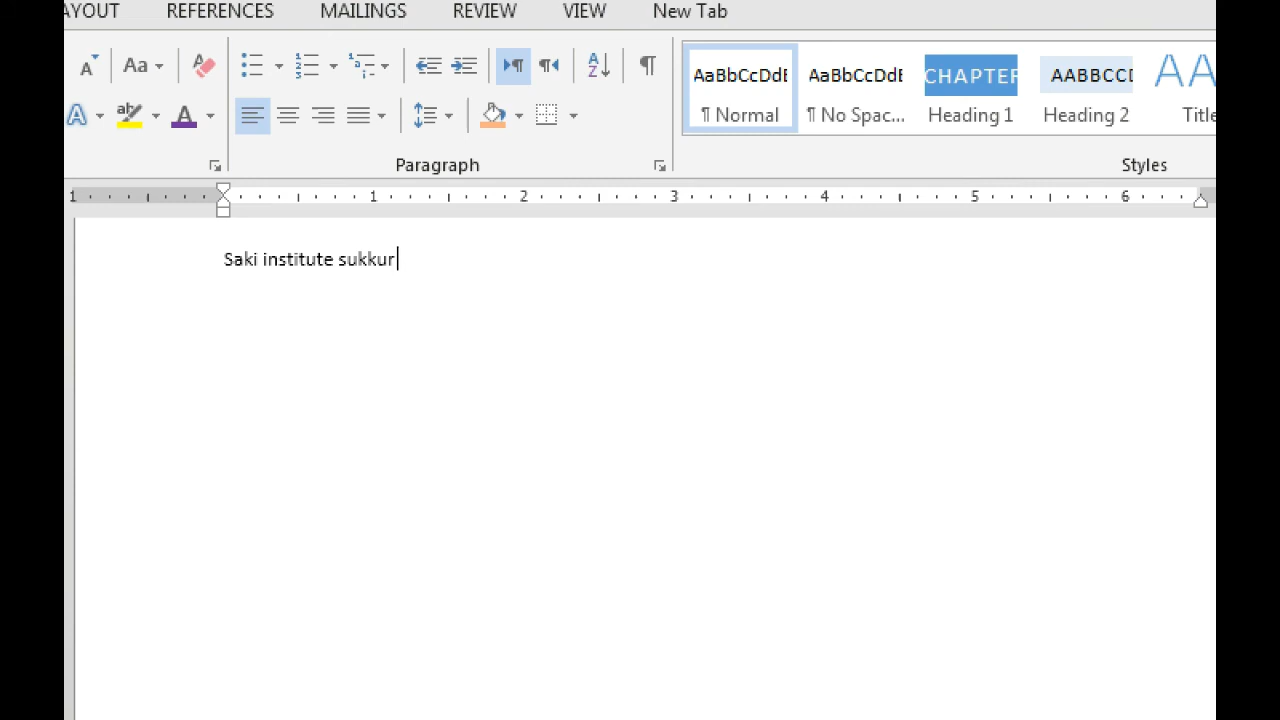 AYOUT REFERENCES MAILINGS REVIEW VIEW New Tab
A Aa A Z ¶ AaBbCcDdE AaBbCcDdE CHAPTER AABBCCD AA
A aby A ¶ Normal ¶ No Spac... Heading 1 Heading 2 Title
Paragraph Styles
1 1 2 3 4 5 6
Saki institute sukkur